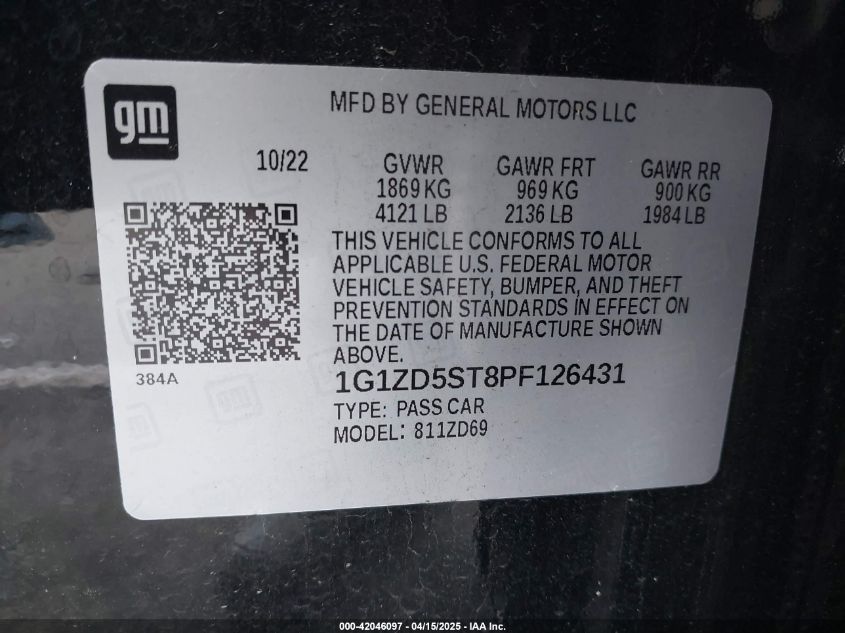 gm
MFD BY GENERAL MOTORS LLC
10/22
GVWR GAWR FRT GAWR RR
1869 KG 969 KG 900 KG
4121 LB 2136 LB 1984 LB
THIS VEHICLE CONFORMS TO ALL
APPLICABLE U.S. FEDERAL MOTOR
VEHICLE SAFETY, BUMPER, AND THEFT
PREVENTION STANDARDS IN EFFECT ON
THE DATE OF MANUFACTURE SHOWN
ABOVE.
384A
1G1ZD5ST8PF126431
TYPE: PASS CAR
MODEL: 811ZD69
000-42046097 - 04/15/2025 - IAA Inc.